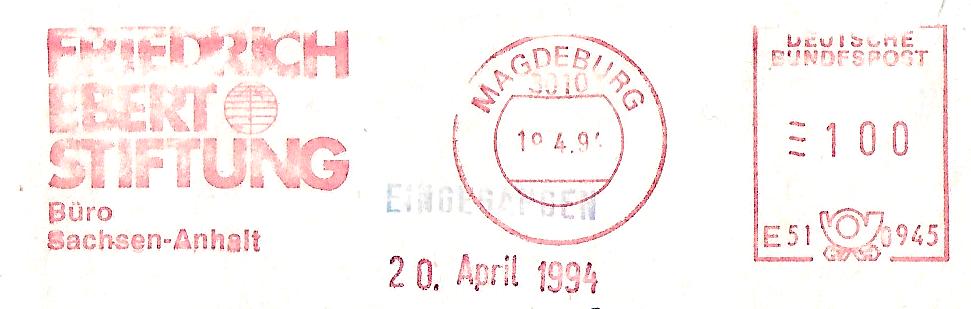 FRIEDRICH
EBERT
STIFTUNG
Büro
Sachsen-Anhalt
MAGDEBURG
3010
4.94
EINGEGANGEN
20. April 1994
DEUTSCHE
BUNDESPOST
100
E51 0945